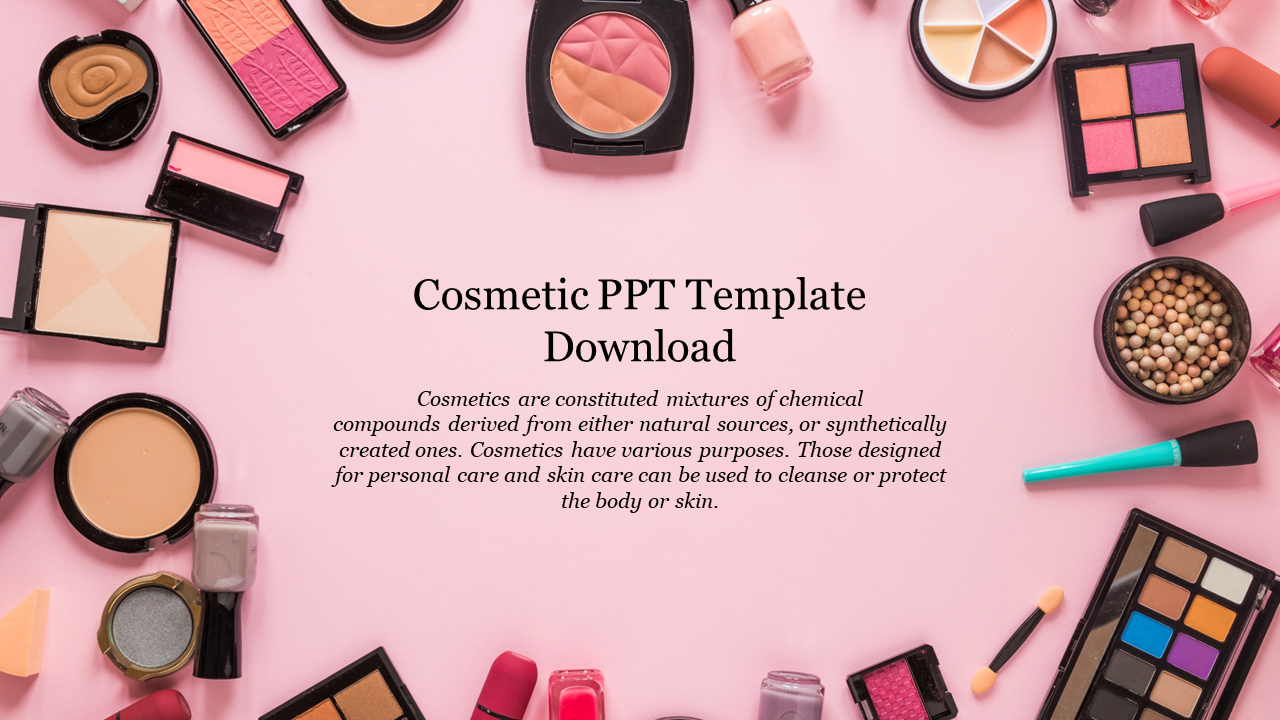 Cosmetic PPT Template
Download
Cosmetics are constituted mixtures of chemical
compounds derived from either natural sources, or synthetically
created ones. Cosmetics have various purposes. Those designed
for personal care and skin care can be used to cleanse or protect
the body or skin.